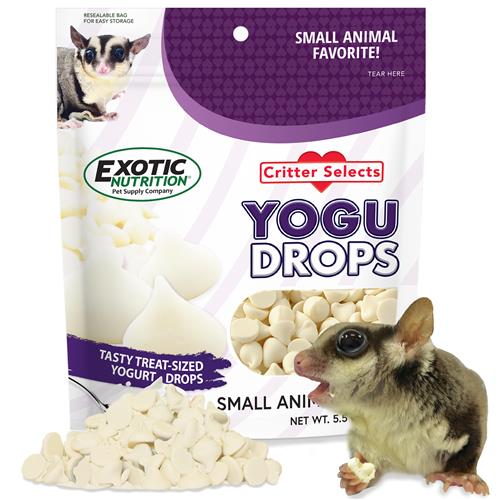 RESEALABLE BAG
FOR EASY STORAGE
SMALL ANIMAL
FAVORITE!
TEAR HERE
EXOTIC
NUTRITION®
Pet Supply Company
Critter Selects
YOGU
DROPS
TASTY TREAT-SIZED
YOGURT DROPS
SMALL ANIM
NET WT. 5.5